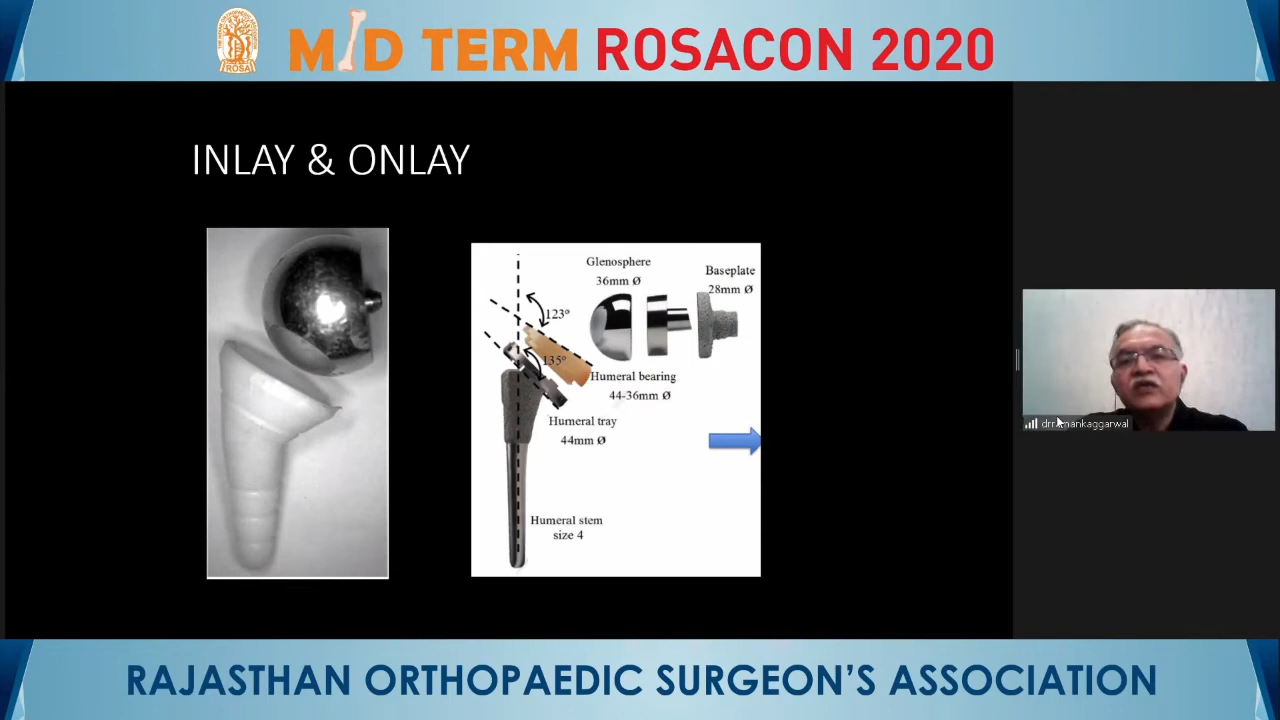 MID TERM ROSACON 2020
ROSA
INLAY & ONLAY
Glenosphere
36mm Ø
Baseplate
28mm Ø
123°
135°
Humeral bearing
44-36mm Ø
Humeral tray
44mm Ø
Humeral stem
size 4
RAJASTHAN ORTHOPAEDIC SURGEON'S ASSOCIATION